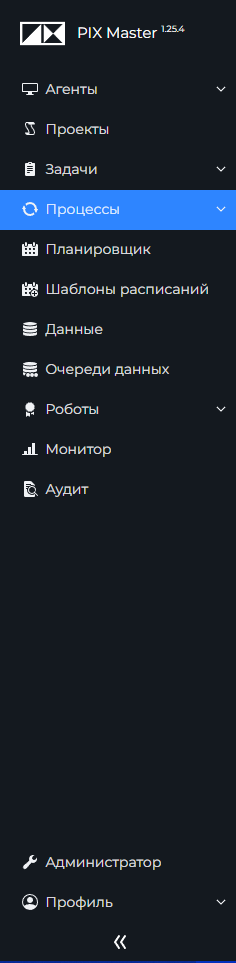 PIX Master 1.25.4
Агенты
Проекты
Задачи
Процессы
Планировщик
Шаблоны расписаний
Данные
Очереди данных
Роботы
Монитор
Аудит
Администратор
Профиль